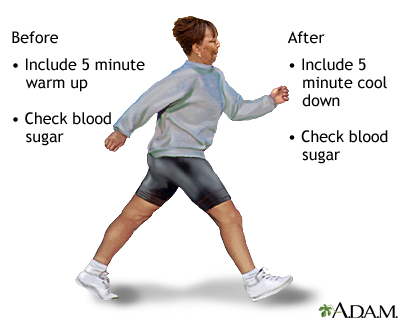 Before
• Include 5 minute
warm up
• Check blood
sugar
After
• Include 5
minute cool
down
• Check blood
sugar
A.D.A.M.